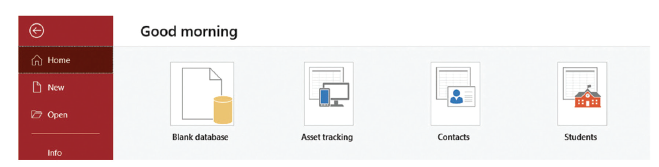 Good morning
Home
New
Open
Info
Blank database
Asset tracking
Contacts
Students